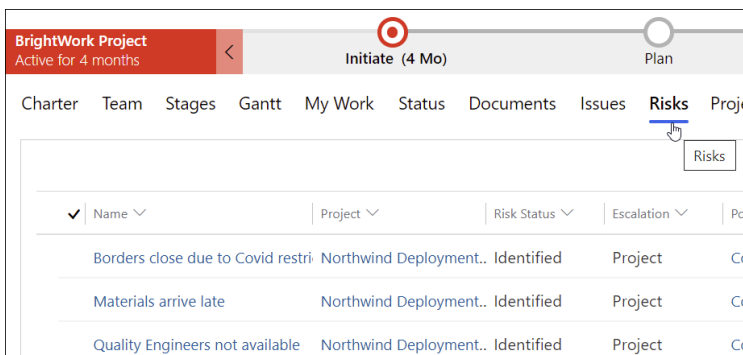 BrightWork Project
Active for 4 months
Initiate (4 Mo)
Plan
Charter Team Stages Gantt My Work Status Documents Issues Risks Proj
Risks
Name Project Risk Status Escalation
Borders close due to Covid restri Northwind Deployment.. Identified Project
Materials arrive late Northwind Deployment.. Identified Project
Quality Engineers not available Northwind Deployment.. Identified Project